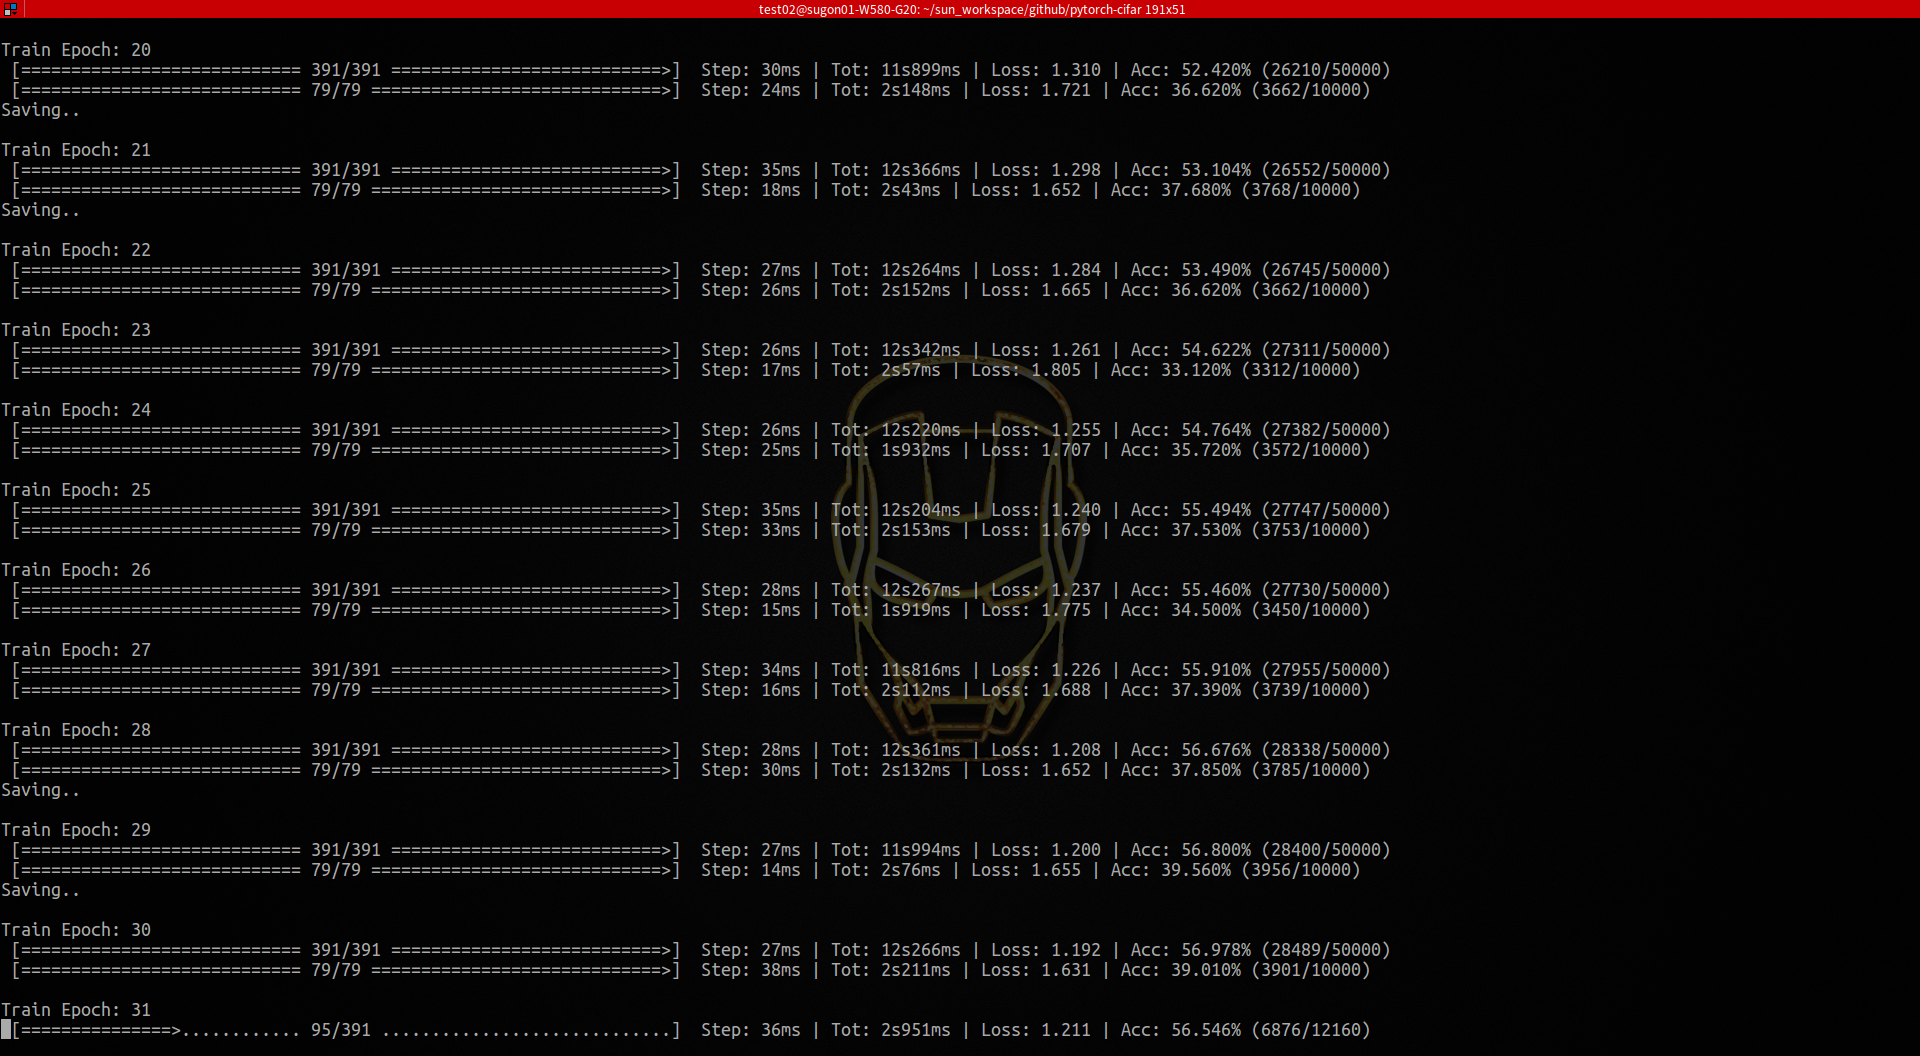 test02@sugon01-W580-G20: ~/sun_workspace/github/pytorch-cifar 191x51
Train Epoch: 20
[============================ 391/391 ===========================>] Step: 30ms | Tot: 11s899ms | Loss: 1.310 | Acc: 52.420% (26210/50000)
[============================ 79/79 =============================>] Step: 24ms | Tot: 2s148ms | Loss: 1.721 | Acc: 36.620% (3662/10000)
Saving..
Train Epoch: 21
[============================ 391/391 ===========================>] Step: 35ms | Tot: 12s366ms | Loss: 1.298 | Acc: 53.104% (26552/50000)
[============================ 79/79 =============================>] Step: 18ms | Tot: 2s43ms | Loss: 1.652 | Acc: 37.680% (3768/10000)
Saving..
Train Epoch: 22
[============================ 391/391 ===========================>] Step: 27ms | Tot: 12s264ms | Loss: 1.284 | Acc: 53.490% (26745/50000)
[============================ 79/79 =============================>] Step: 26ms | Tot: 2s152ms | Loss: 1.665 | Acc: 36.620% (3662/10000)
Train Epoch: 23
[============================ 391/391 ===========================>] Step: 26ms | Tot: 12s342ms | Loss: 1.261 | Acc: 54.622% (27311/50000)
[============================ 79/79 =============================>] Step: 17ms | Tot: 2s57ms | Loss: 1.805 | Acc: 33.120% (3312/10000)
Train Epoch: 24
[============================ 391/391 ===========================>] Step: 26ms | Tot: 12s220ms | Loss: 1.255 | Acc: 54.764% (27382/50000)
[============================ 79/79 =============================>] Step: 25ms | Tot: 1s932ms | Loss: 1.707 | Acc: 35.720% (3572/10000)
Train Epoch: 25
[============================ 391/391 ===========================>] Step: 35ms | Tot: 12s204ms | Loss: 1.240 | Acc: 55.494% (27747/50000)
[============================ 79/79 =============================>] Step: 33ms | Tot: 2s153ms | Loss: 1.679 | Acc: 37.530% (3753/10000)
Train Epoch: 26
[============================ 391/391 ===========================>] Step: 28ms | Tot: 12s267ms | Loss: 1.237 | Acc: 55.460% (27730/50000)
[============================ 79/79 =============================>] Step: 15ms | Tot: 1s919ms | Loss: 1.775 | Acc: 34.500% (3450/10000)
Train Epoch: 27
[============================ 391/391 ===========================>] Step: 34ms | Tot: 11s816ms | Loss: 1.226 | Acc: 55.910% (27955/50000)
[============================ 79/79 =============================>] Step: 16ms | Tot: 2s112ms | Loss: 1.688 | Acc: 37.390% (3739/10000)
Train Epoch: 28
[============================ 391/391 ===========================>] Step: 28ms | Tot: 12s361ms | Loss: 1.208 | Acc: 56.676% (28338/50000)
[============================ 79/79 =============================>] Step: 30ms | Tot: 2s132ms | Loss: 1.652 | Acc: 37.850% (3785/10000)
Saving..
Train Epoch: 29
[============================ 391/391 ===========================>] Step: 27ms | Tot: 11s994ms | Loss: 1.200 | Acc: 56.800% (28400/50000)
[============================ 79/79 =============================>] Step: 14ms | Tot: 2s76ms | Loss: 1.655 | Acc: 39.560% (3956/10000)
Saving..
Train Epoch: 30
[============================ 391/391 ===========================>] Step: 27ms | Tot: 12s266ms | Loss: 1.192 | Acc: 56.978% (28489/50000)
[============================ 79/79 =============================>] Step: 38ms | Tot: 2s211ms | Loss: 1.631 | Acc: 39.010% (3901/10000)
Train Epoch: 31
[===============>............ 95/391 .............................] Step: 36ms | Tot: 2s951ms | Loss: 1.211 | Acc: 56.546% (6876/12160)